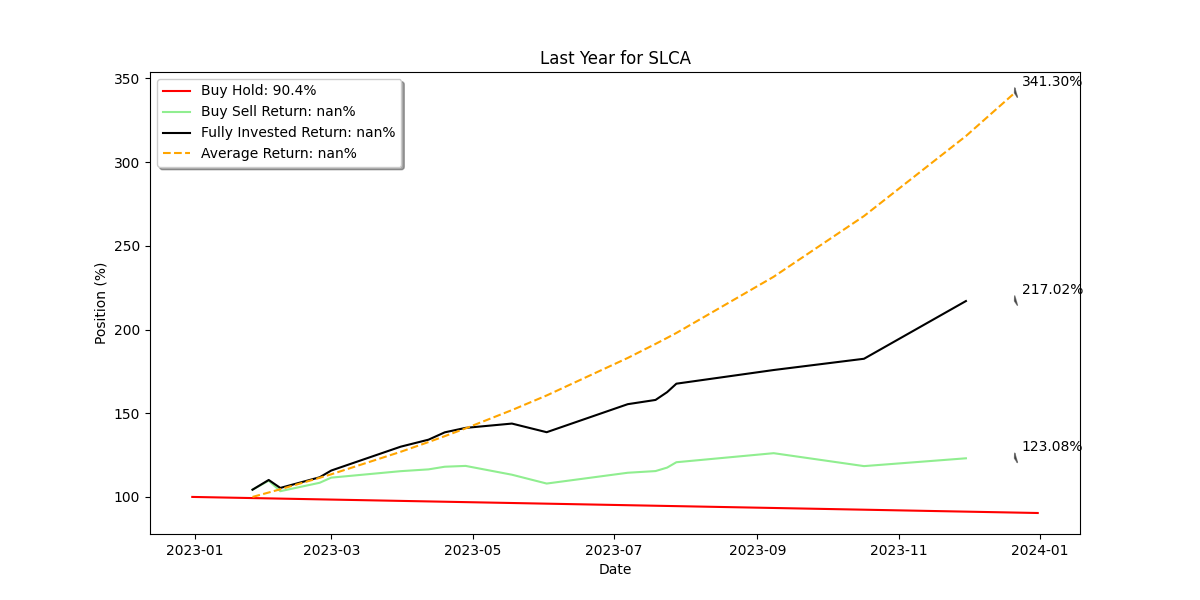 Last Year for SLCA
Buy Hold: 90.4%
Buy Sell Return: nan%
Fully Invested Return: nan%
Average Return: nan%
341.30%
217.02%
123.08%
350
300
250
200
150
100
Position (%)
2023-01
2023-03
2023-05
2023-07
2023-09
2023-11
2024-01
Date